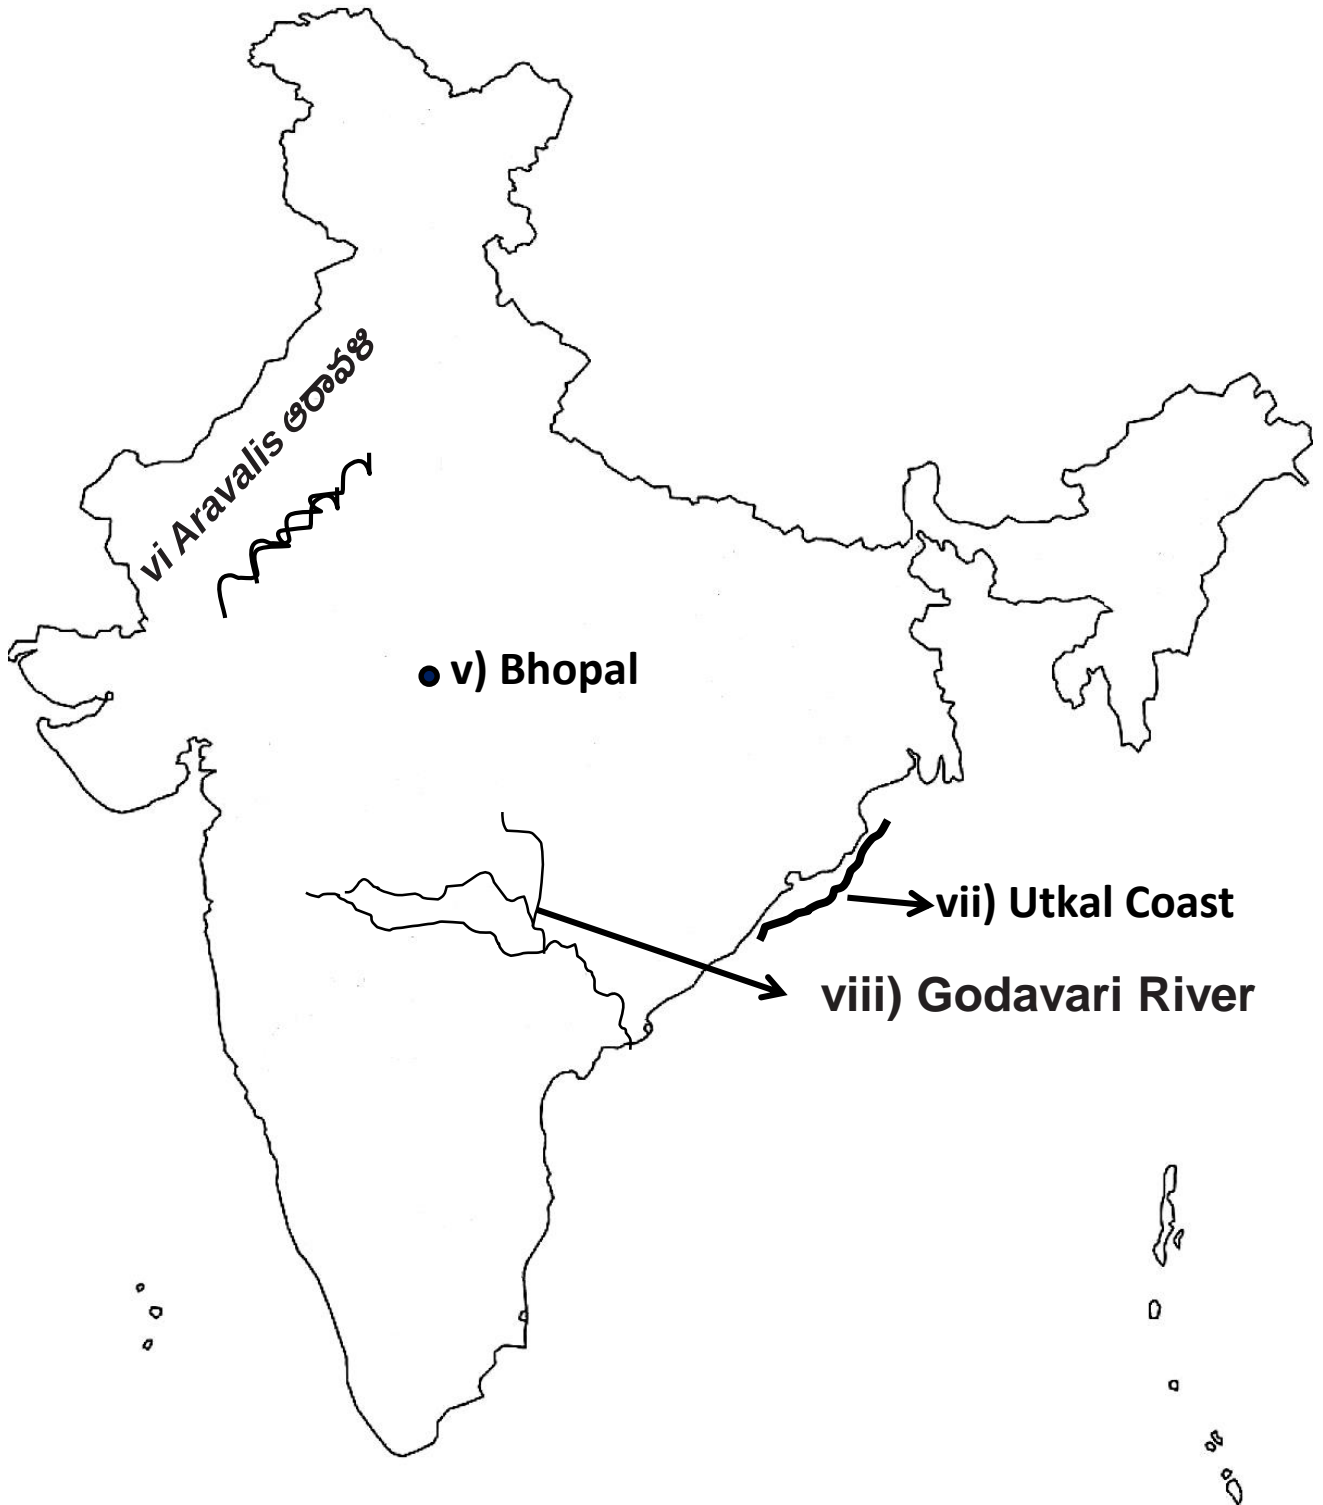 vi Aravalis ఆరావళి
v) Bhopal
vii) Utkal Coast
viii) Godavari River